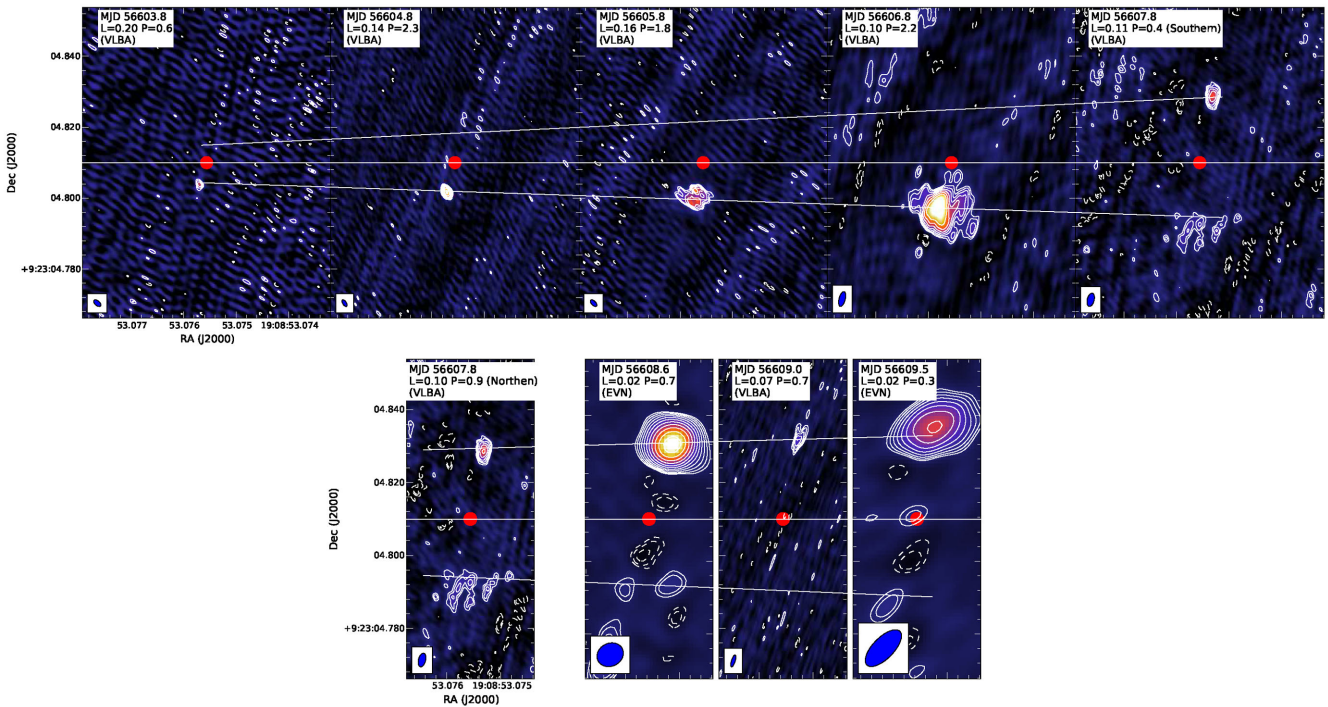 MJD 56603.8
L=0.20 P=0.6
(VLBA)
MJD 56604.8
L=0.14 P=2.3
(VLBA)
MJD 56605.8
L=0.16 P=1.8
(VLBA)
MJD 56606.8
L=0.10 P=2.2
(VLBA)
MJD 56607.8
L=0.11 P=0.4 (Southern)
(VLBA)
04.840
04.820
04.800
+9:23:04.780
Dec (J2000)
53.077 53.076 53.075 19:08:53.074
RA (J2000)
MJD 56607.8
L=0.10 P=0.9 (Northen)
(VLBA)
MJD 56608.6
L=0.02 P=0.7
(EVN)
MJD 56609.0
L=0.07 P=0.7
(VLBA)
MJD 56609.5
L=0.02 P=0.3
(EVN)
04.840
04.820
04.800
+9:23:04.780
Dec (J2000)
53.076 19:08:53.075
RA (J2000)